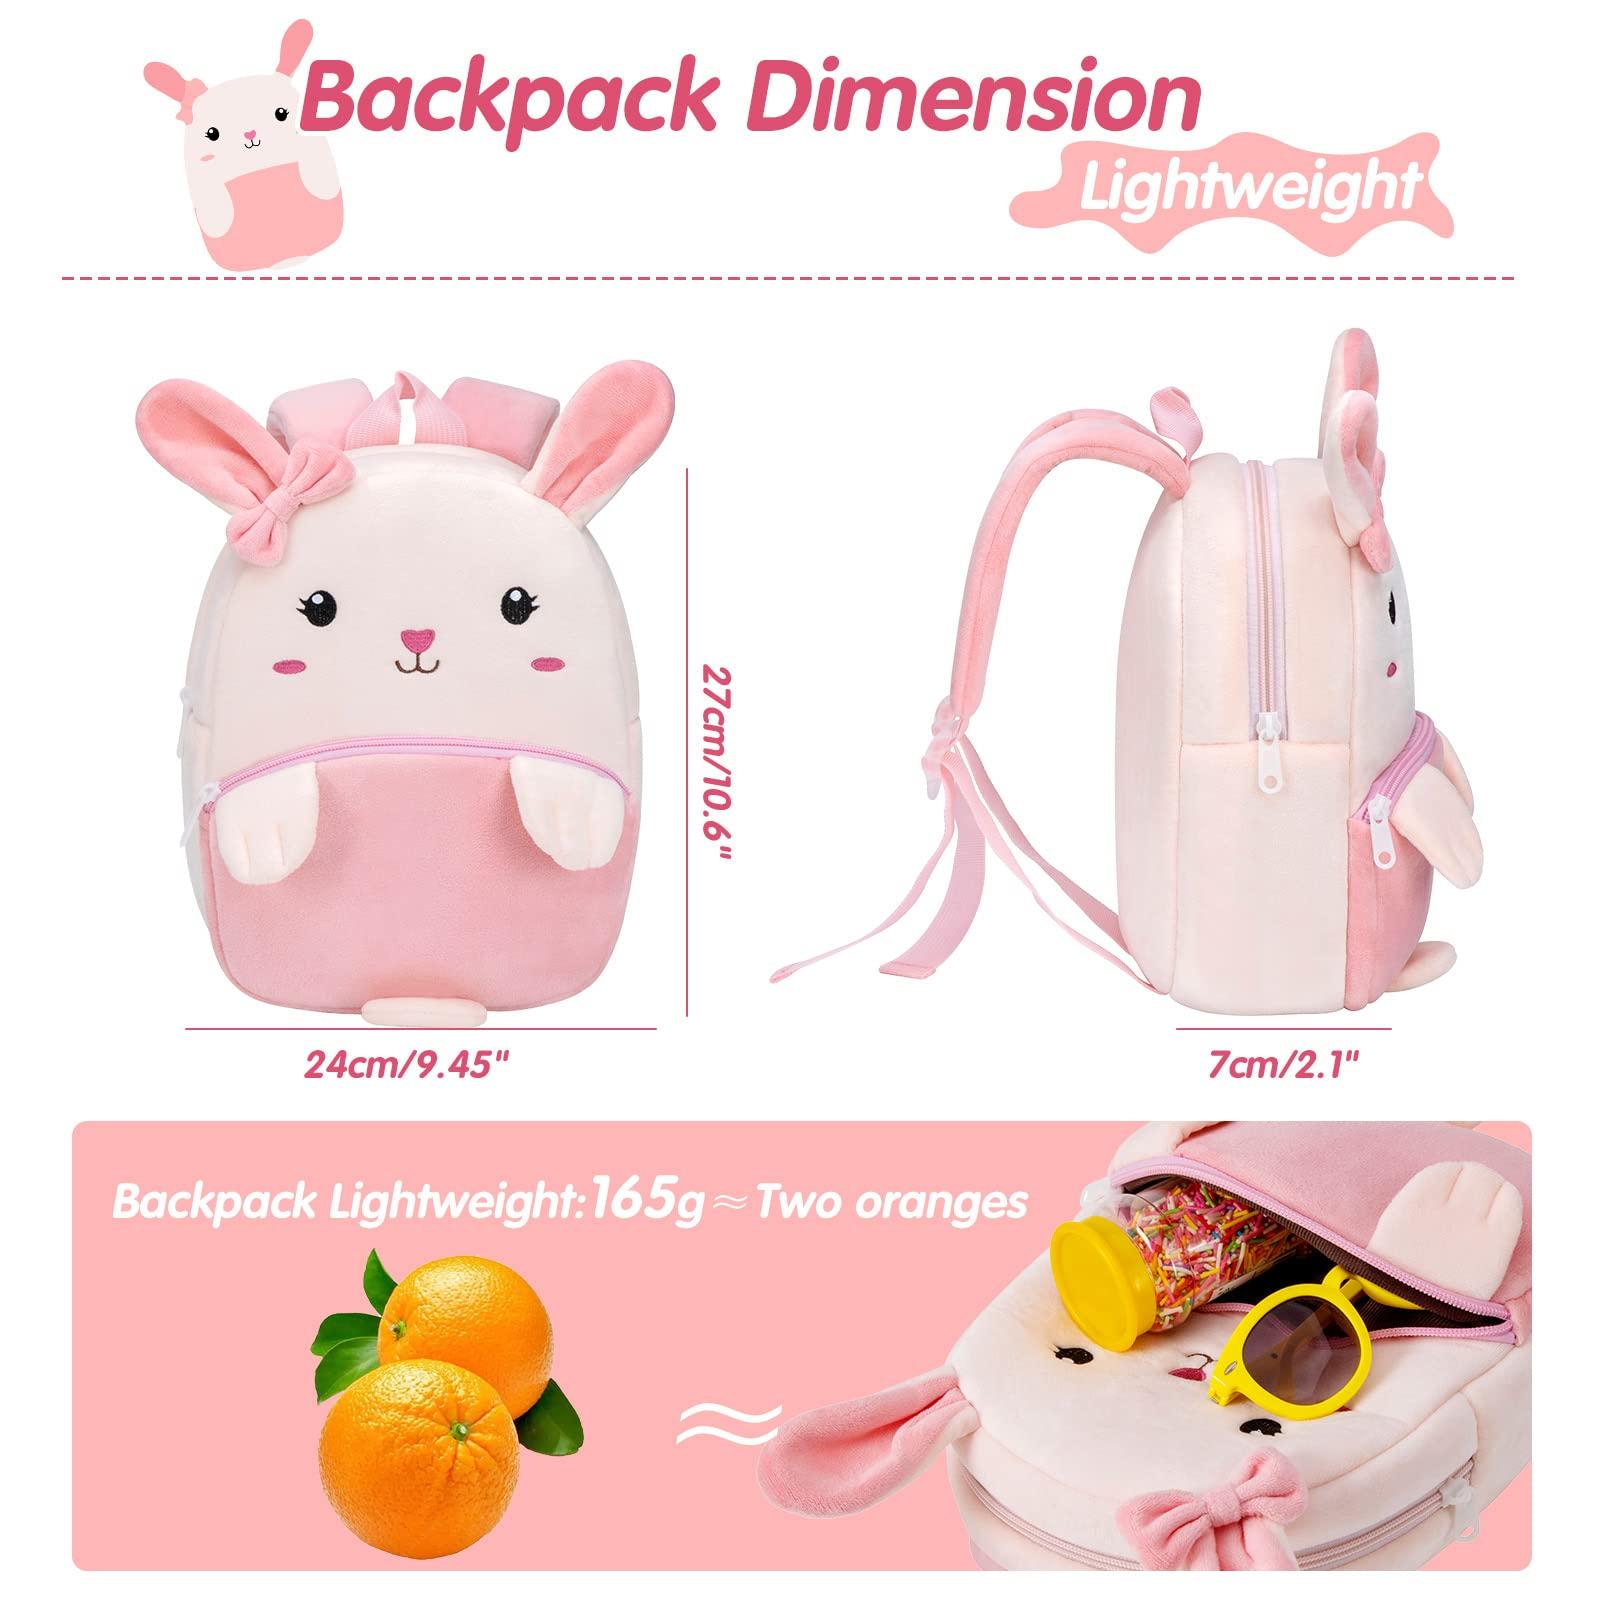 Backpack Dimension
Lightweight
27cm/10.6"
24cm/9.45"
7cm/2.1"
Backpack Lightweight:165g≈Two oranges
≈